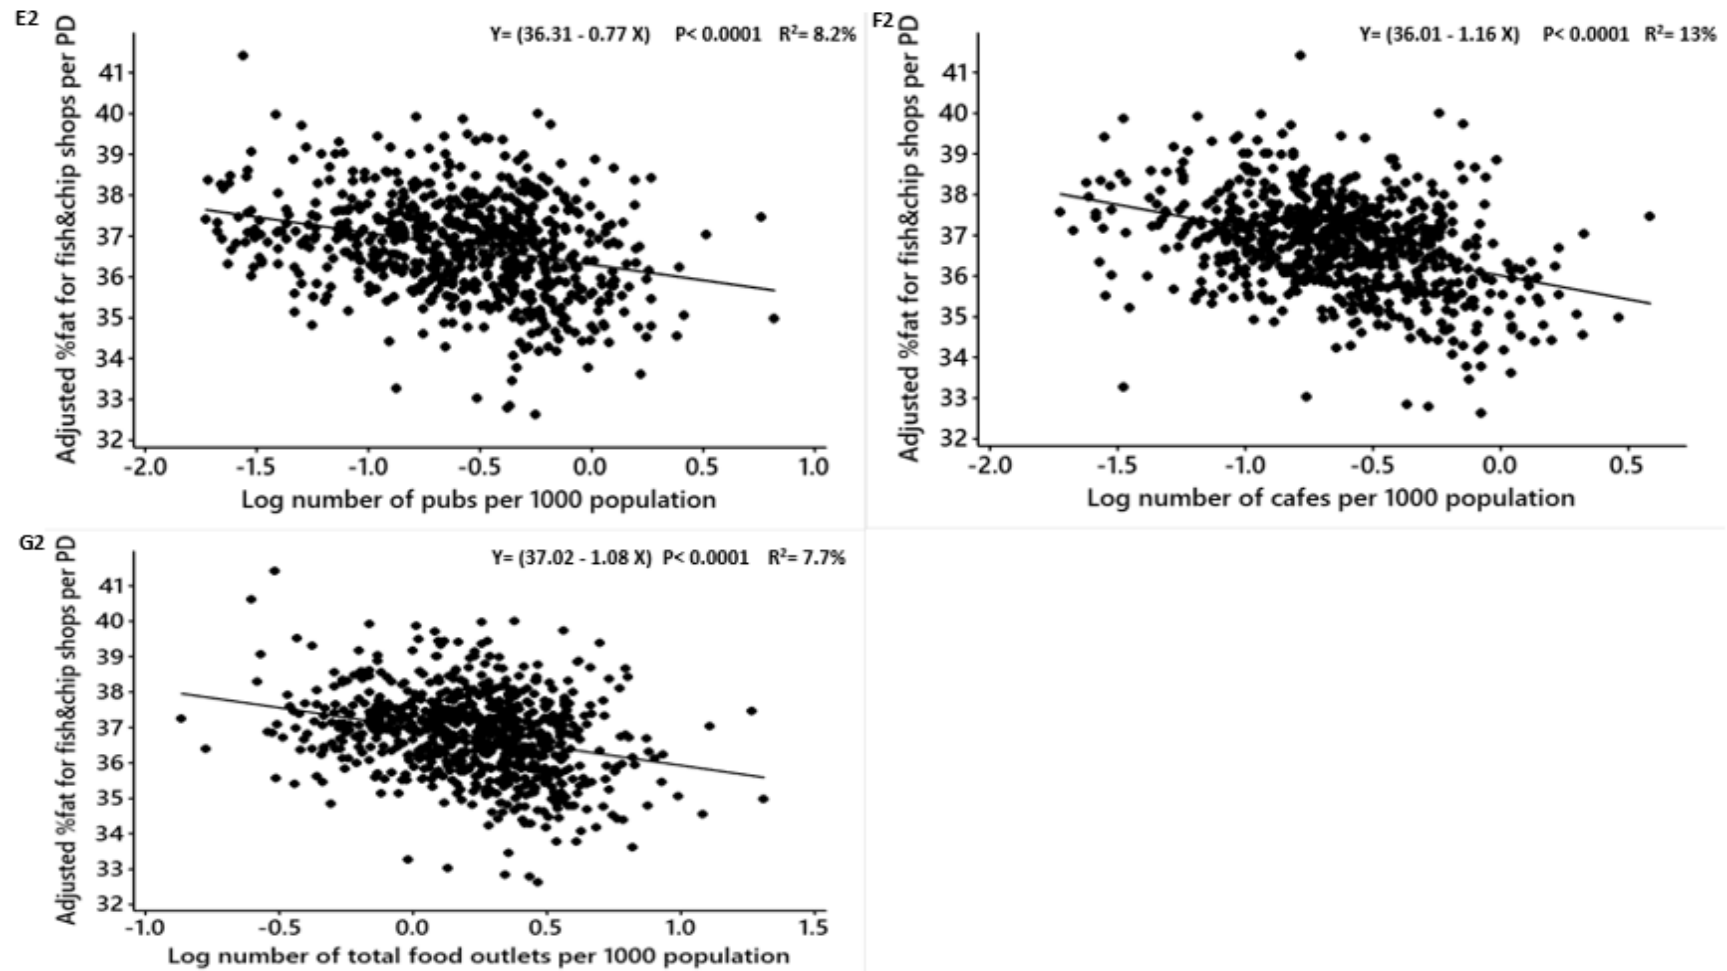 E2
Y= (36.31 - 0.77 X) P< 0.0001 R²= 8.2%
Adjusted %fat for fish&chip shops per PD
41
40
39
38
37
36
35
34
33
32
-2.0 -1.5 -1.0 -0.5 0.0 0.5 1.0
Log number of pubs per 1000 population
F2
Y= (36.01 - 1.16 X) P< 0.0001 R²= 13%
Adjusted %fat for fish&chip shops per PD
41
40
39
38
37
36
35
34
33
32
-2.0 -1.5 -1.0 -0.5 0.0 0.5
Log number of cafes per 1000 population
G2
Y= (37.02 - 1.08 X) P< 0.0001 R²= 7.7%
Adjusted %fat for fish&chip shops per PD
41
40
39
38
37
36
35
34
33
32
-1.0 -0.5 0.0 0.5 1.0 1.5
Log number of total food outlets per 1000 population